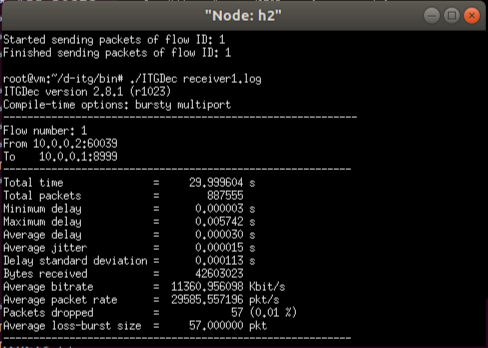 "Node: h2"
Started sending packets of flow ID: 1
Finished sending packets of flow ID: 1
root@vm:~/d-itg/bin# ./ITGDec receiver1.log
ITGDec version 2.8.1 (r1023)
Compile-time options: bursty multiport
----------------------------------------------------------
Flow number: 1
From 10.0.0.2:60039
To    10.0.0.1:8999
----------------------------------------------------------
Total time               =     29.999604 s
Total packets            =        887555
Minimum delay            =      0.000003 s
Maximum delay            =      0.005742 s
Average delay            =      0.000030 s
Average jitter           =      0.000015 s
Delay standard deviation =      0.000113 s
Bytes received           =      42603023
Average bitrate          =  11360.956098 Kbit/s
Average packet rate      =  29585.557196 pkt/s
Packets dropped          =            57 (0.01 %)
Average loss-burst size  =     57.000000 pkt
----------------------------------------------------------